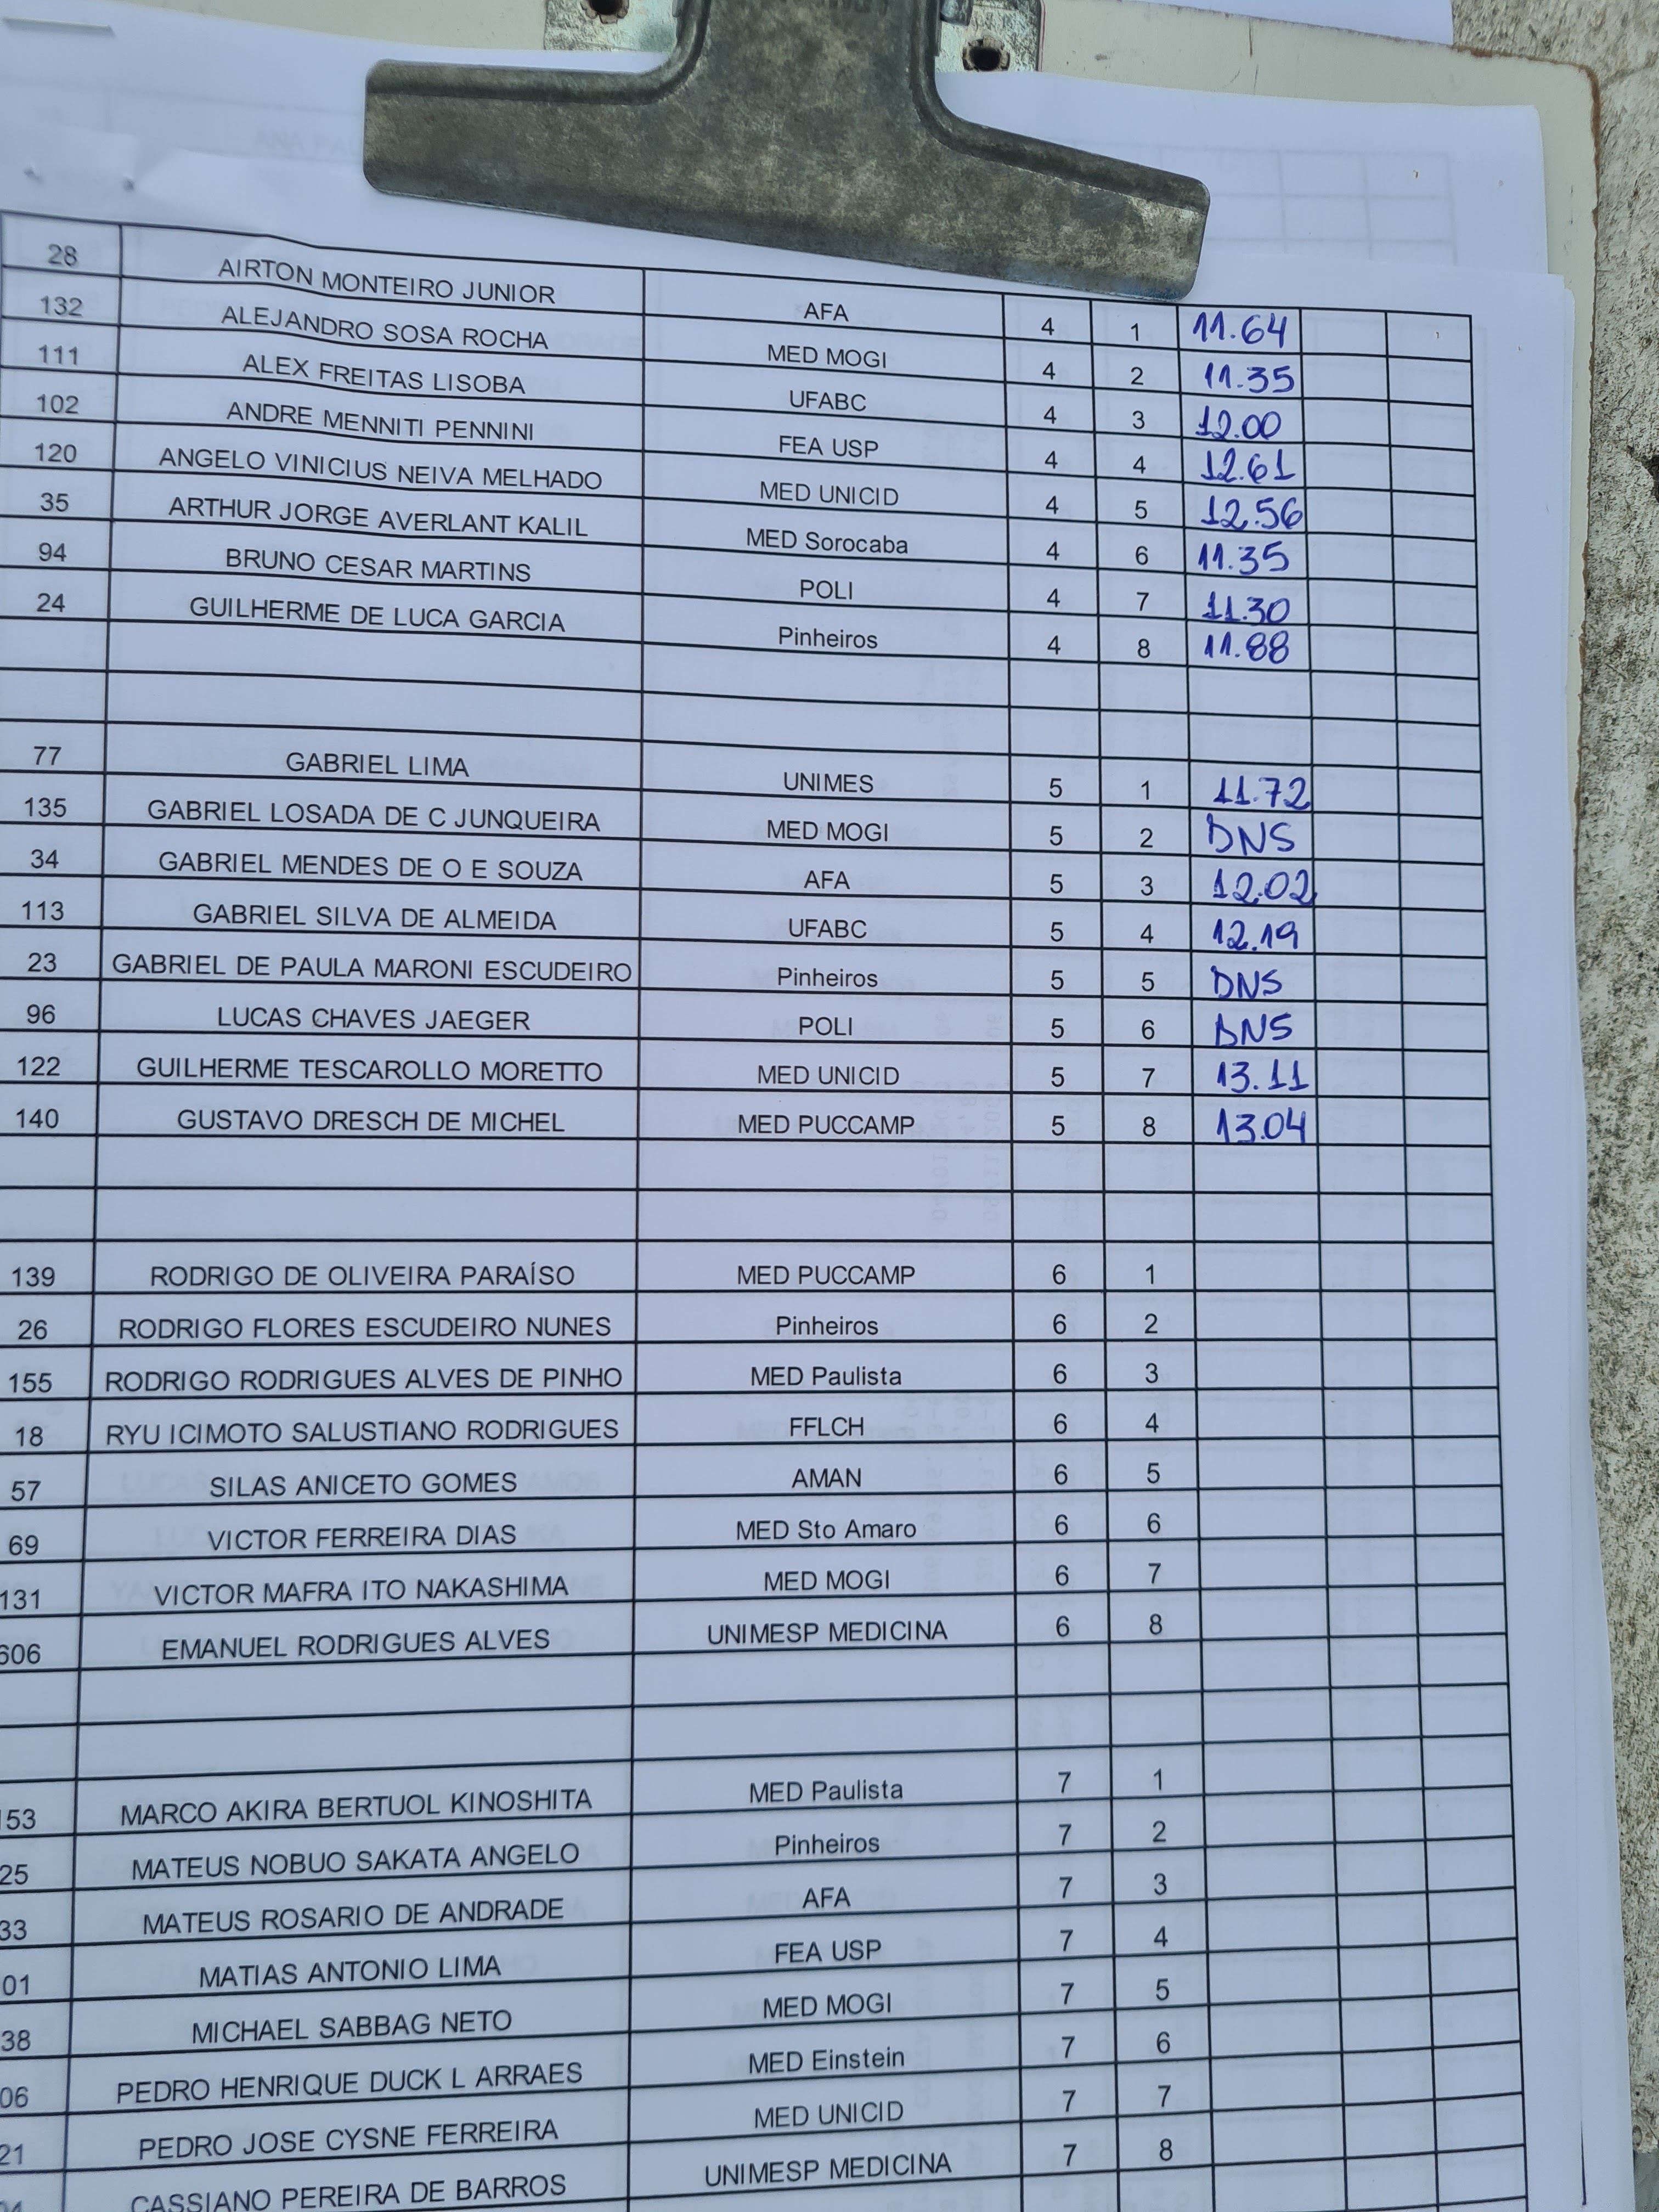 28 AIRTON MONTEIRO JUNIOR AFA 4 1 11.64
132 ALEJANDRO SOSA ROCHA MED MOGI 4 2 11.35
111 ALEX FREITAS LISOBA UFABC 4 3 12.00
102 ANDRE MENNITI PENNINI FEA USP 4 4 12.61
120 ANGELO VINICIUS NEIVA MELHADO MED UNICID 4 5 12.56
35 ARTHUR JORGE AVERLANT KALIL MED Sorocaba 4 6 11.35
94 BRUNO CESAR MARTINS POLI 4 7 11.30
24 GUILHERME DE LUCA GARCIA Pinheiros 4 8 11.88
77 GABRIEL LIMA UNIMES 5 1 11.72
135 GABRIEL LOSADA DE C JUNQUEIRA MED MOGI 5 2 DNS
34 GABRIEL MENDES DE O E SOUZA AFA 5 3 12.02
113 GABRIEL SILVA DE ALMEIDA UFABC 5 4 12.19
23 GABRIEL DE PAULA MARONI ESCUDEIRO Pinheiros 5 5 DNS
96 LUCAS CHAVES JAEGER POLI 5 6 DNS
122 GUILHERME TESCAROLLO MORETTO MED UNICID 5 7 13.11
140 GUSTAVO DRESCH DE MICHEL MED PUCCAMP 5 8 13.04
139 RODRIGO DE OLIVEIRA PARAÍSO MED PUCCAMP 6 1
26 RODRIGO FLORES ESCUDEIRO NUNES Pinheiros 6 2
155 RODRIGO RODRIGUES ALVES DE PINHO MED Paulista 6 3
18 RYU ICIMOTO SALUSTIANO RODRIGUES FFLCH 6 4
57 SILAS ANICETO GOMES AMAN 6 5
69 VICTOR FERREIRA DIAS MED Sto Amaro 6 6
131 VICTOR MAFRA ITO NAKASHIMA MED MOGI 6 7
606 EMANUEL RODRIGUES ALVES UNIMESP MEDICINA 6 8
153 MARCO AKIRA BERTUOL KINOSHITA MED Paulista 7 1
25 MATEUS NOBUO SAKATA ANGELO Pinheiros 7 2
33 MATEUS ROSARIO DE ANDRADE AFA 7 3
01 MATIAS ANTONIO LIMA FEA USP 7 4
38 MICHAEL SABBAG NETO MED MOGI 7 5
06 PEDRO HENRIQUE DUCK L ARRAES MED Einstein 7 6
21 PEDRO JOSE CYSNE FERREIRA MED UNICID 7 7
CASSIANO PEREIRA DE BARROS UNIMESP MEDICINA 7 8